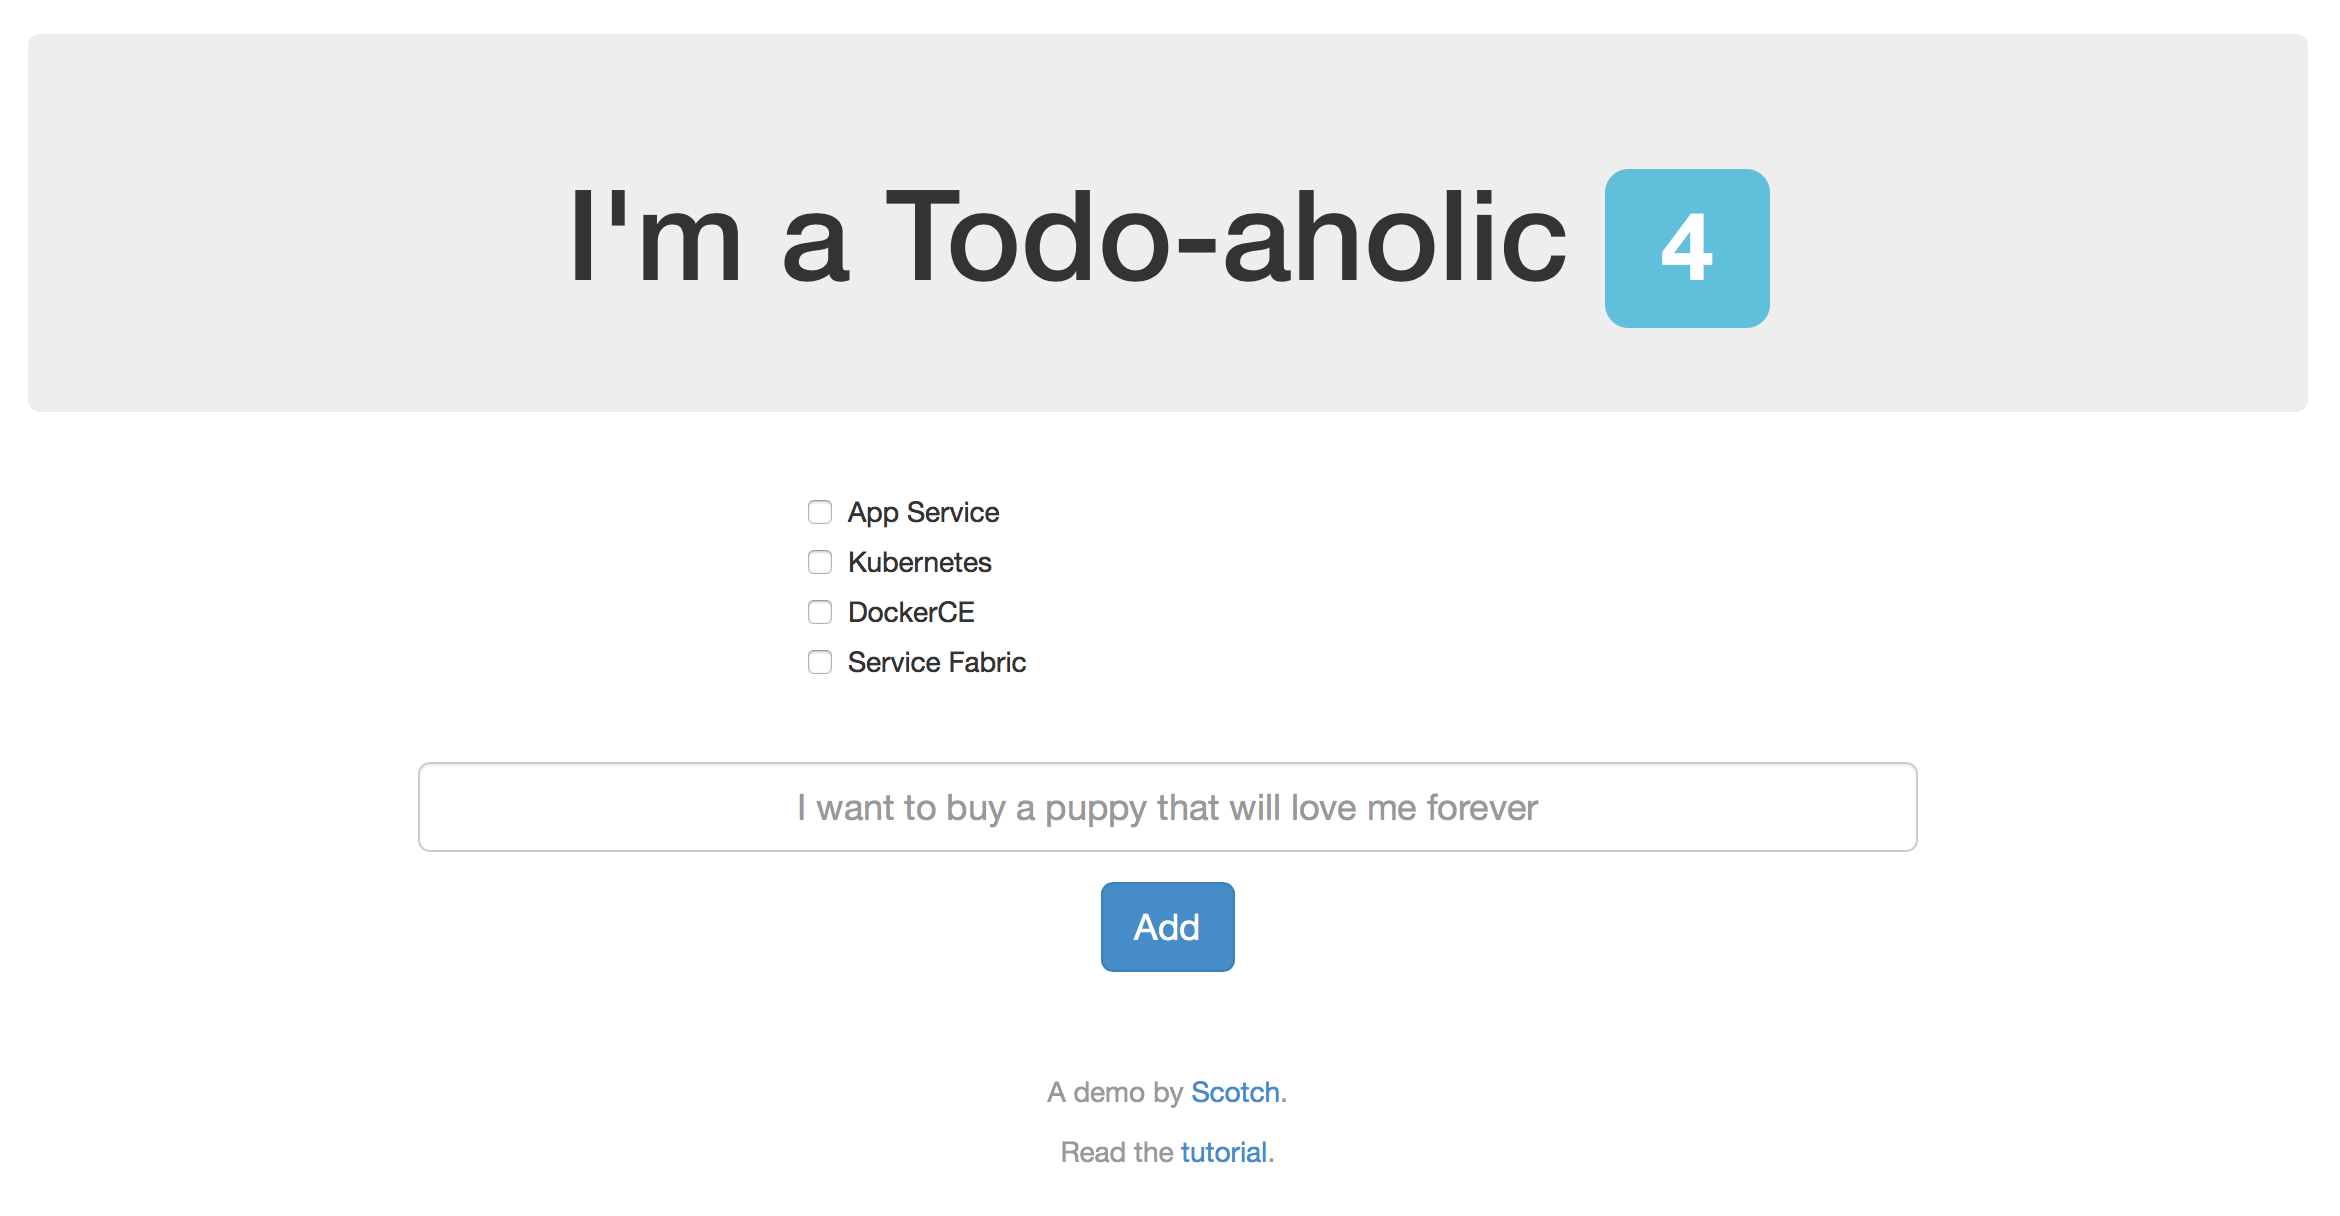 I'm a Todo-aholic 4
App Service
Kubernetes
DockerCE
Service Fabric
I want to buy a puppy that will love me forever
Add
A demo by Scotch.
Read the tutorial.